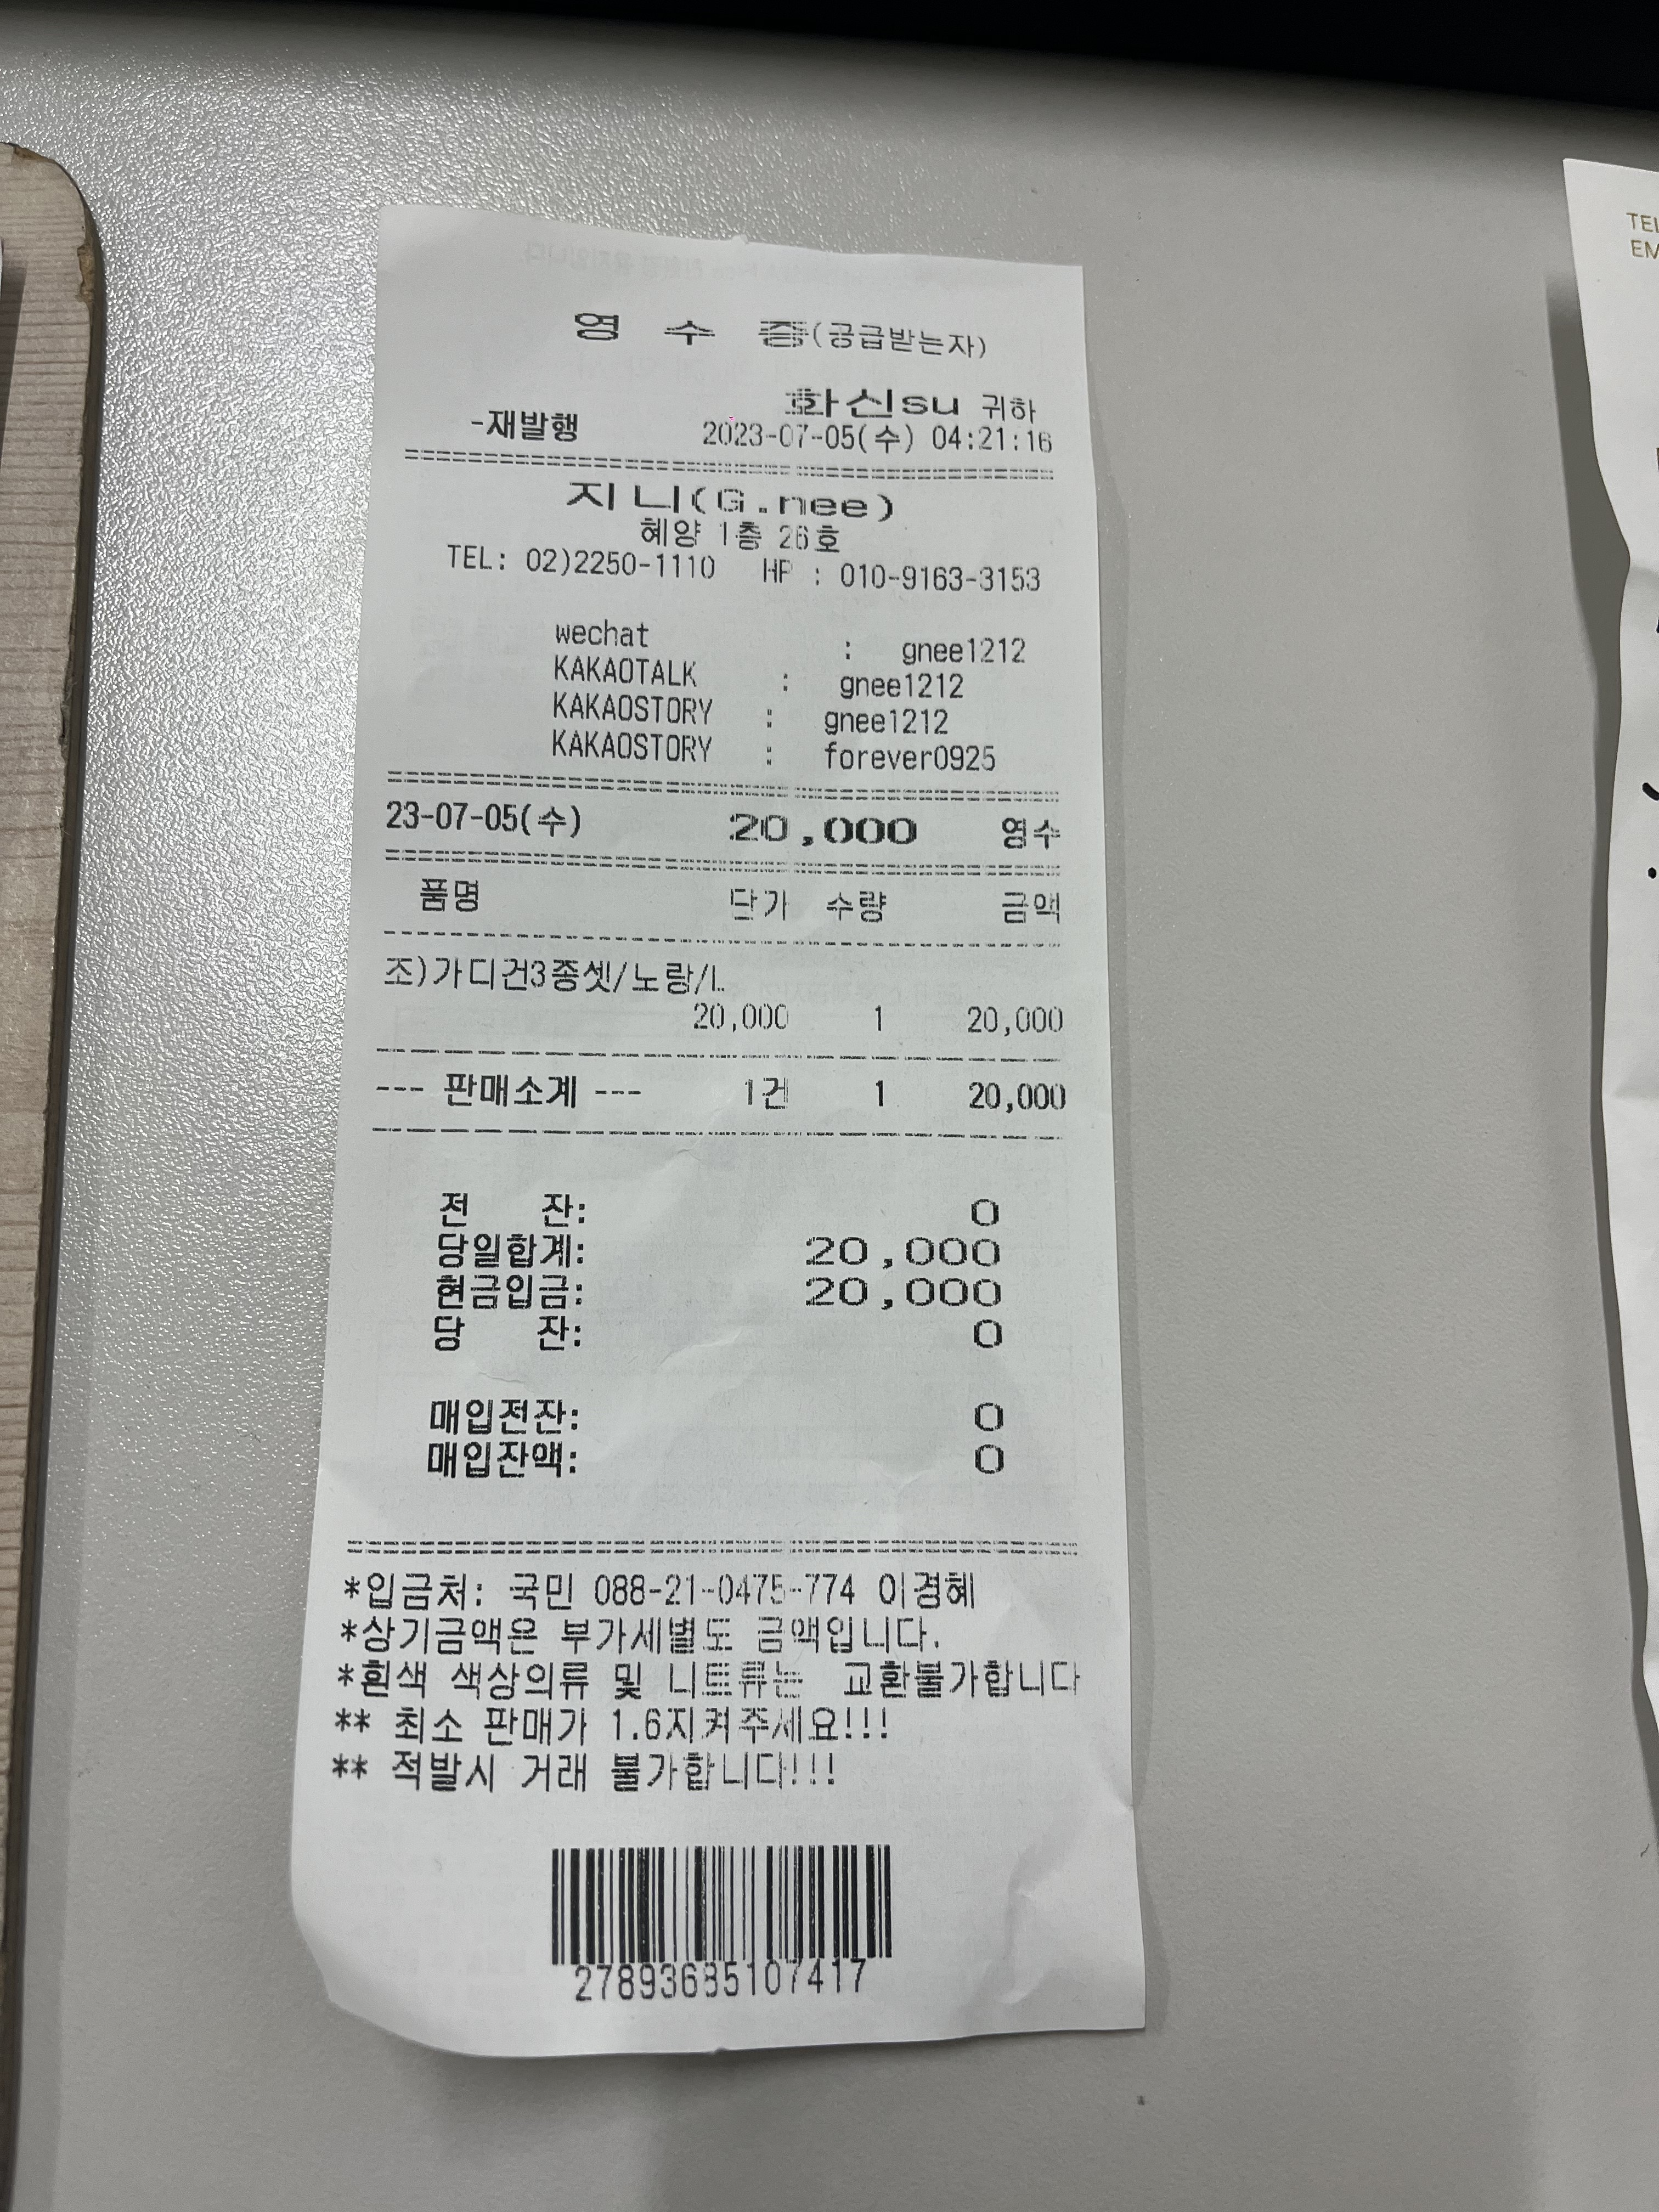 영 수 증(공급받는자)
화신su 귀하
-재발행 2023-07-05(수) 04:21:16
지니(G.nee)
혜양 1층 26호
TEL: 02)2250-1110 HP : 010-9163-3153
wechat : gnee1212
KAKAOTALK : gnee1212
KAKAOSTORY : gnee1212
KAKAOSTORY : forever0925
23-07-05(수) 20,000 영수
품명 단가 수량 금액
조)가디건3종셋/노랑/L
20,000 1 20,000
--- 판매소계 --- 1건 1 20,000
전 잔: 0
당일합계: 20,000
현금입금: 20,000
당 잔: 0
매입전잔: 0
매입잔액: 0
*입금처: 국민 088-21-0475-774 이경혜
*상기금액은 부가세별도 금액입니다.
*흰색 색상의류 및 니트류는 교환불가합니다
** 최소 판매가 1.6지켜주세요!!!
** 적발시 거래 불가합니다!!!
27893685107417
TEL
EM